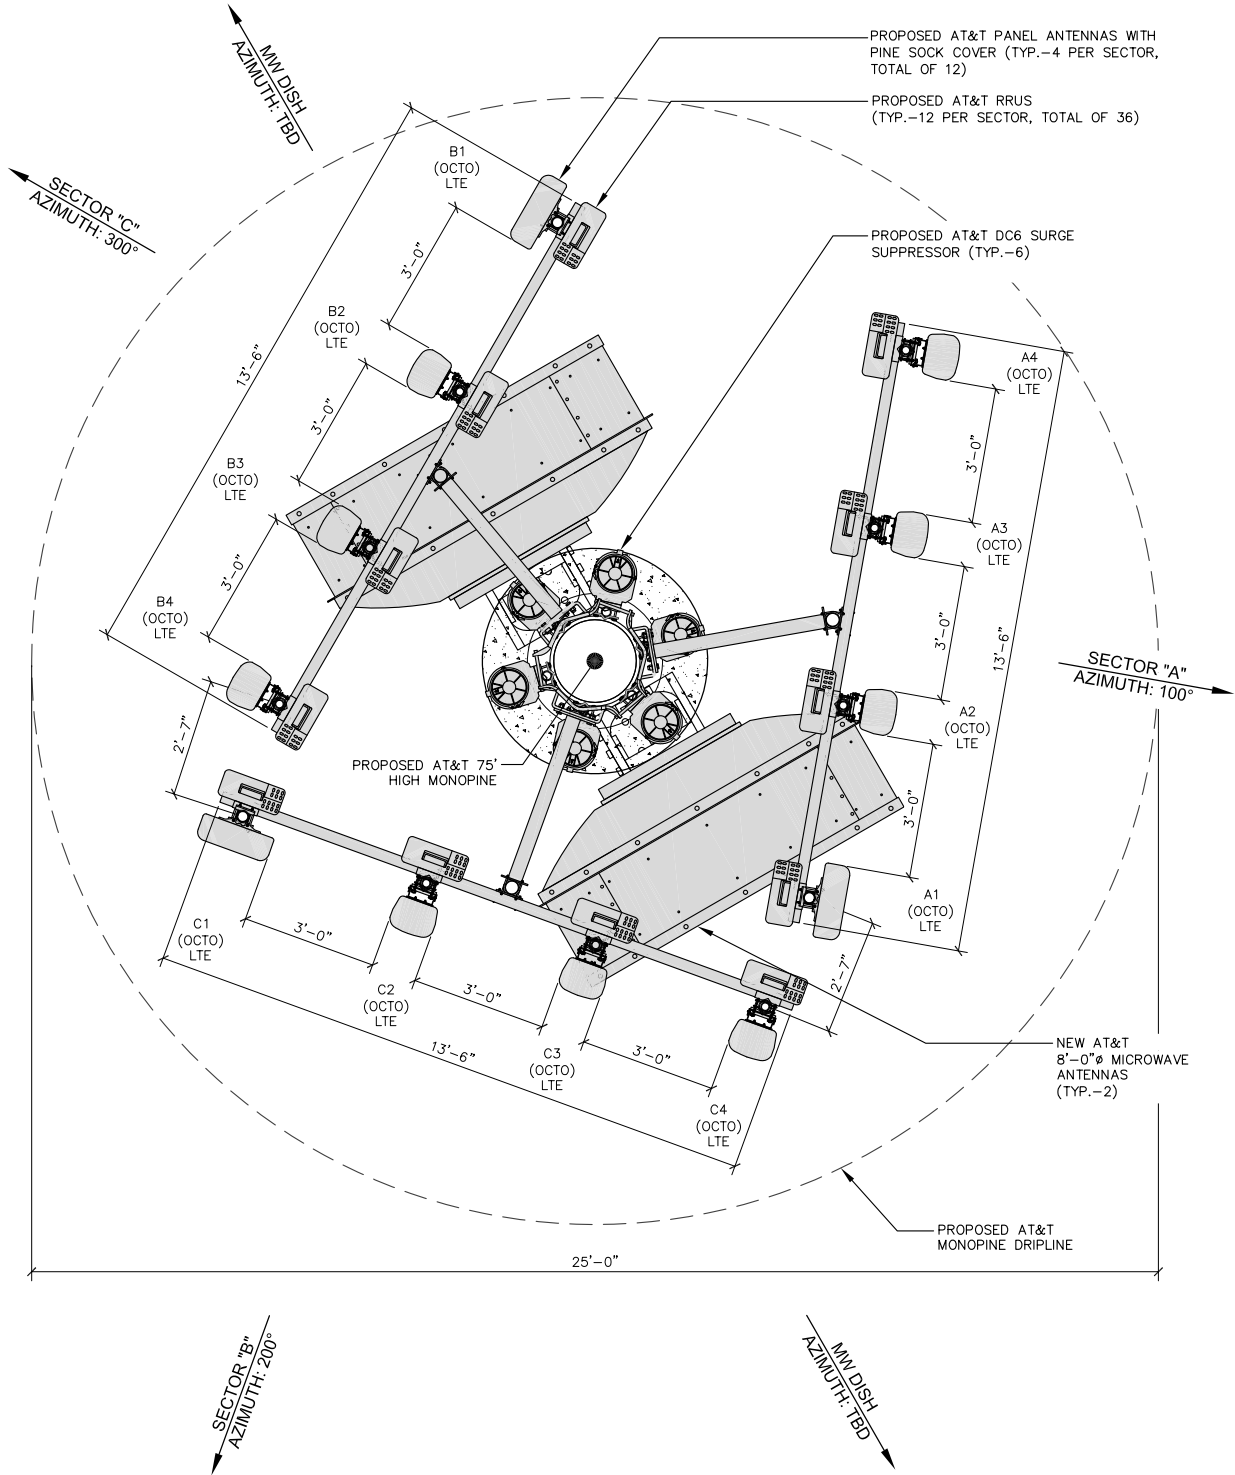 PROPOSED AT&T PANEL ANTENNAS WITH
PINE SOCK COVER (TYP.-4 PER SECTOR,
TOTAL OF 12)
PROPOSED AT&T RRUS
(TYP.-12 PER SECTOR, TOTAL OF 36)
MW DISH
AZIMUTH: TBD
SECTOR "C"
AZIMUTH: 300°
B1
(OCTO)
LTE
PROPOSED AT&T DC6 SURGE
SUPPRESSOR (TYP.-6)
3'-0"
B2
(OCTO)
LTE
13'-6"
3'-0"
A4
(OCTO)
LTE
B3
(OCTO)
LTE
3'-0"
A3
(OCTO)
LTE
3'-0"
B4
(OCTO)
LTE
3'-0"
13'-6"
SECTOR "A"
AZIMUTH: 100°
A2
(OCTO)
LTE
2'-7"
PROPOSED AT&T 75'
HIGH MONOPINE
3'-0"
A1
(OCTO)
LTE
C1
(OCTO)
LTE
3'-0"
2'-7"
C2
(OCTO)
LTE
3'-0"
13'-6"
C3
(OCTO)
LTE
3'-0"
NEW AT&T
8'-0"ø MICROWAVE
ANTENNAS
(TYP.-2)
C4
(OCTO)
LTE
PROPOSED AT&T
MONOPINE DRIPLINE
25'-0"
SECTOR "B"
AZIMUTH: 200°
MW DISH
AZIMUTH: TBD